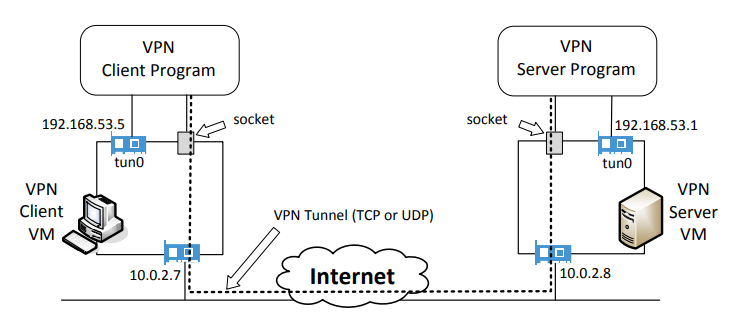 VPN
Client Program
VPN
Server Program
192.168.53.5
socket
socket
192.168.53.1
tun0
tun0
VPN
Client
VM
VPN
Server
VM
VPN Tunnel (TCP or UDP)
10.0.2.7
Internet
10.0.2.8